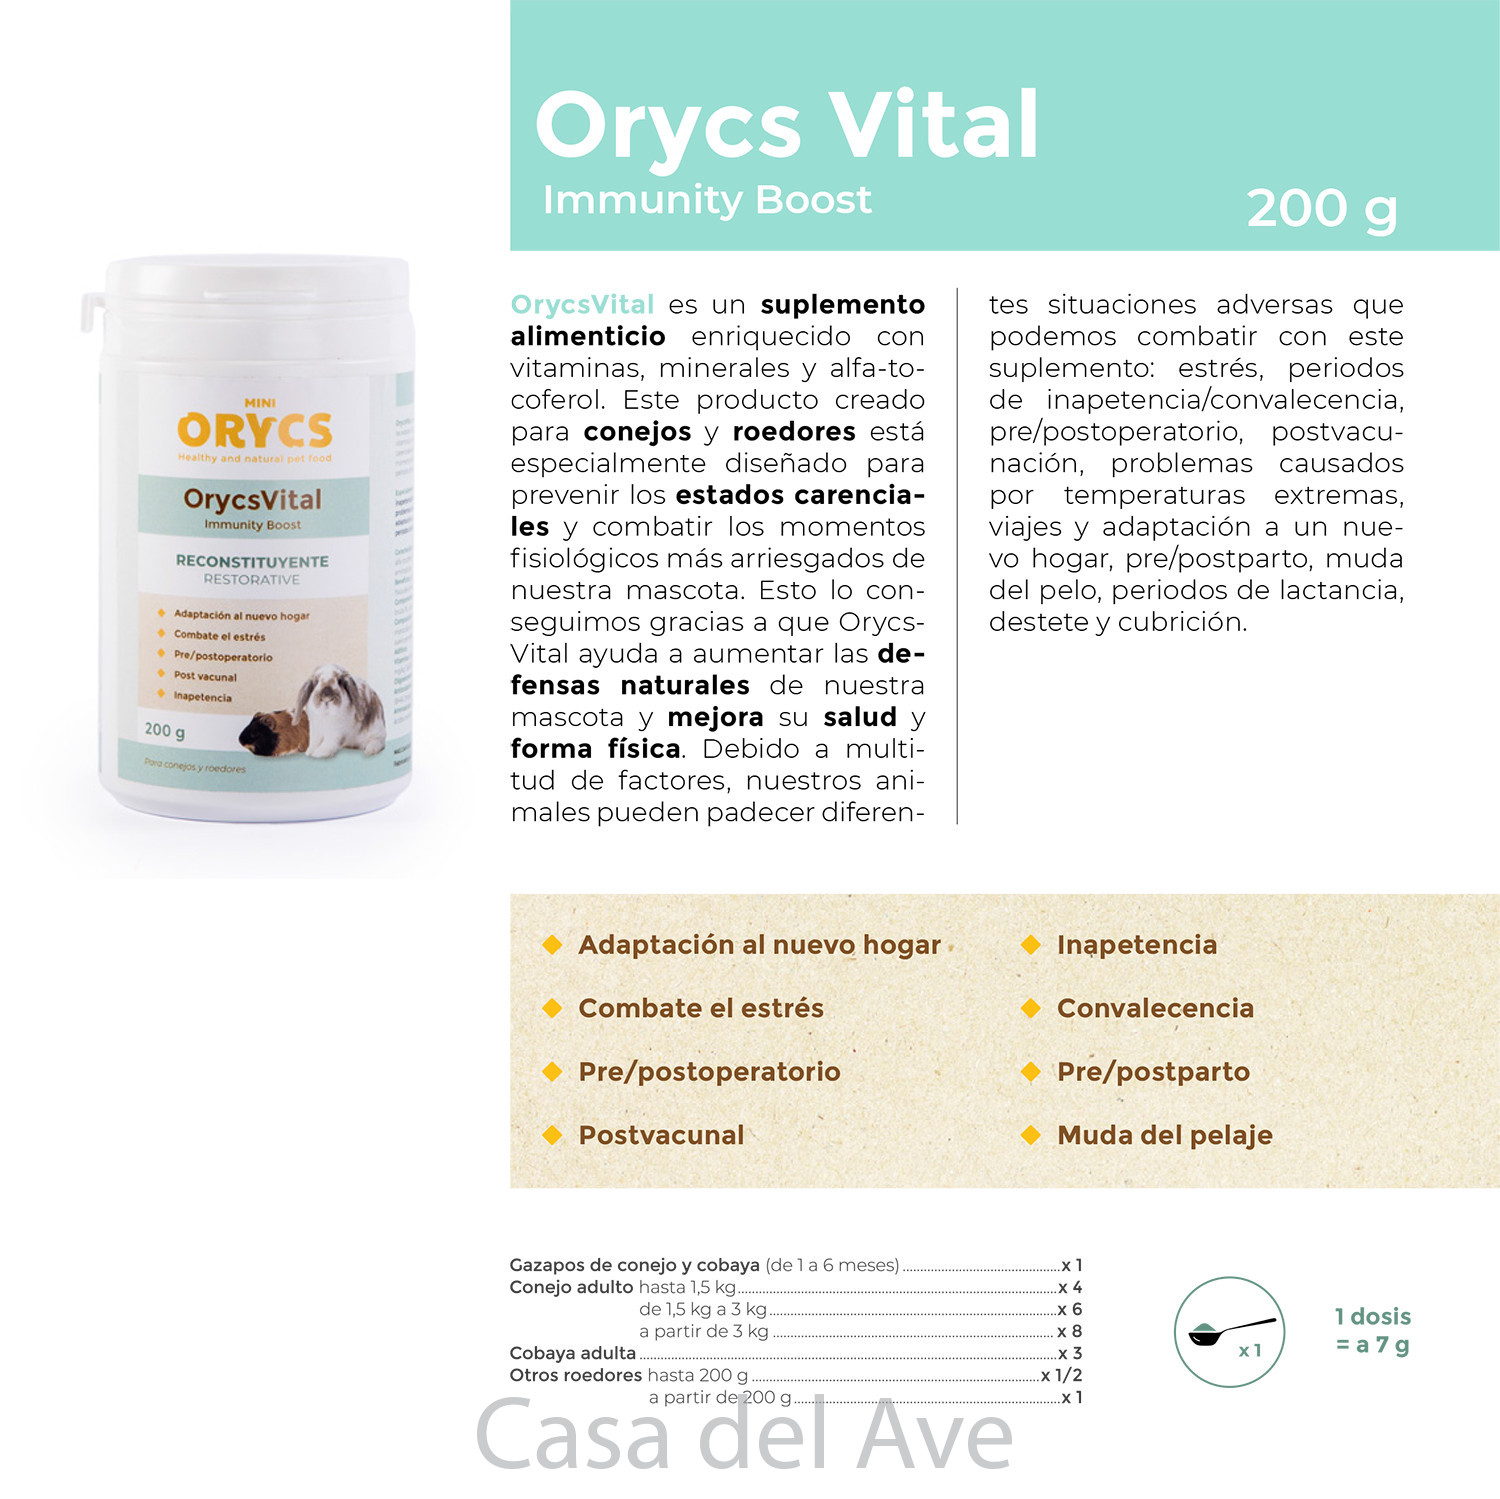 Orycs Vital
Immunity Boost
200 g
MINI
ORYCS
Healthy and natural pet food
OrycsVital
Immunity Boost
RECONSTITUYENTE
RESTORATIVE
Adaptación al nuevo hogar
Combate el estrés
Pre/postoperatorio
Post vacunal
Inapetencia
200 g
Para conejos y roedores
OrycsVital es un suplemento
alimenticio enriquecido con
vitaminas, minerales y alfa-to-
coferol. Este producto creado
para conejos y roedores está
especialmente diseñado para
prevenir los estados carencia-
les y combatir los momentos
fisiológicos más arriesgados de
nuestra mascota. Esto lo con-
seguimos gracias a que Orycs-
Vital ayuda a aumentar las de-
fensas naturales de nuestra
mascota y mejora su salud y
forma física. Debido a multi-
tud de factores, nuestros ani-
males pueden padecer diferen-
tes situaciones adversas que
podemos combatir con este
suplemento: estrés, periodos
de inapetencia/convalecencia,
pre/postoperatorio, postvacu-
nación, problemas causados
por temperaturas extremas,
viajes y adaptación a un nue-
vo hogar, pre/postparto, muda
del pelo, periodos de lactancia,
destete y cubrición.
Adaptación al nuevo hogar
Combate el estrés
Pre/postoperatorio
Postvacunal
Inapetencia
Convalecencia
Pre/postparto
Muda del pelaje
Gazapos de conejo y cobaya (de 1 a 6 meses) x 1
Conejo adulto hasta 1,5 kg x 4
de 1,5 kg a 3 kg x 6
a partir de 3 kg x 8
Cobaya adulta x 3
Otros roedores hasta 200 g x 1/2
a partir de 200 g x 1
x 1
1 dosis
= a 7 g
Casa del Ave